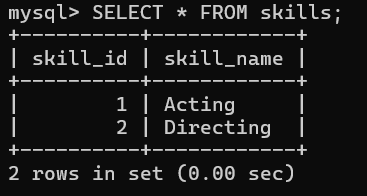 mysql> SELECT * FROM skills;
+----------+------------+
| skill_id | skill_name |
+----------+------------+
|        1 | Acting     |
|        2 | Directing  |
+----------+------------+
2 rows in set (0.00 sec)